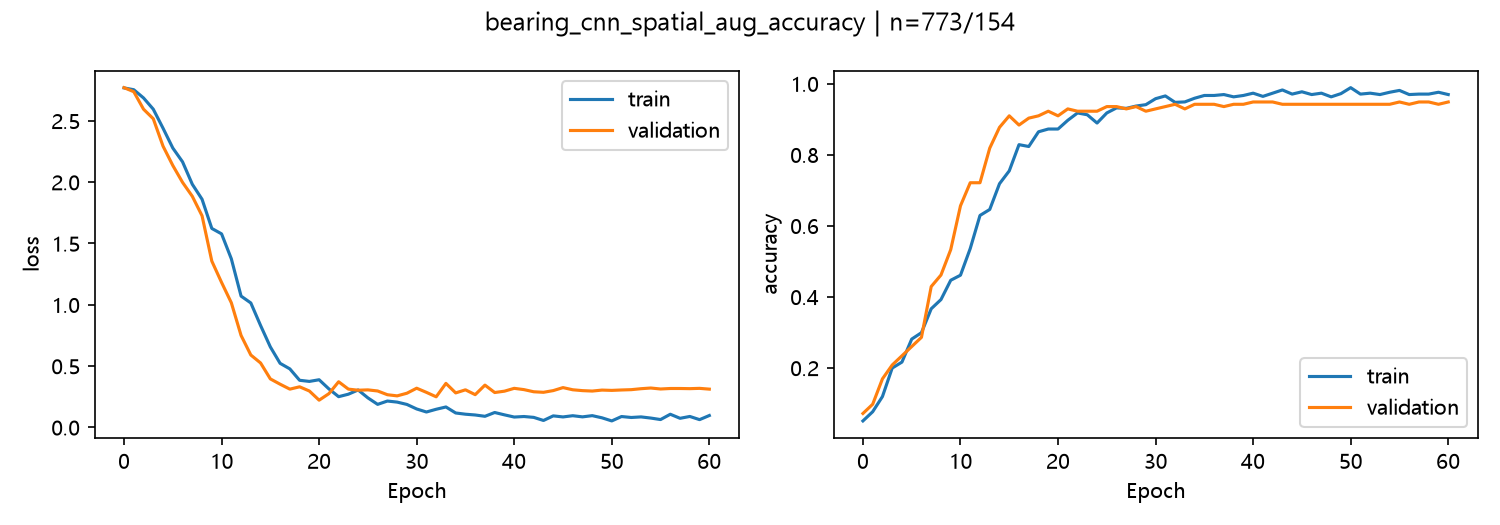 bearing_cnn_spatial_aug_accuracy | n=773/154
train
validation
2.5
2.0
1.5
1.0
0.5
0.0
loss
0 10 20 30 40 50 60
Epoch
1.0
0.8
0.6
0.4
0.2
accuracy
train
validation
0 10 20 30 40 50 60
Epoch